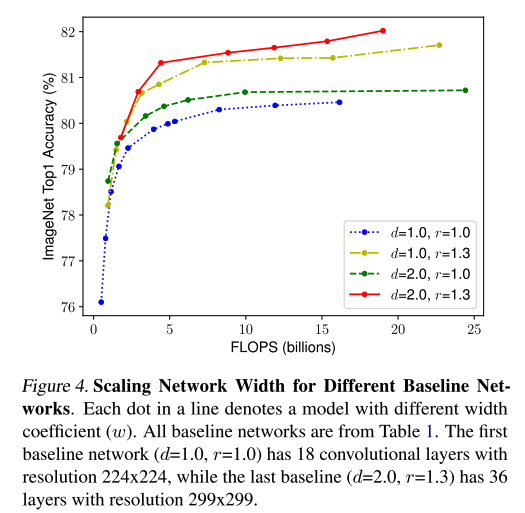 82
81
80
79
78
77
76
ImageNet Top1 Accuracy (%)
d=1.0, r=1.0
d=1.0, r=1.3
d=2.0, r=1.0
d=2.0, r=1.3
0 5 10 15 20 25
FLOPS (billions)
Figure 4. Scaling Network Width for Different Baseline Net-
works. Each dot in a line denotes a model with different width
coefficient (w). All baseline networks are from Table 1. The first
baseline network (d=1.0, r=1.0) has 18 convolutional layers with
resolution 224x224, while the last baseline (d=2.0, r=1.3) has 36
layers with resolution 299x299.